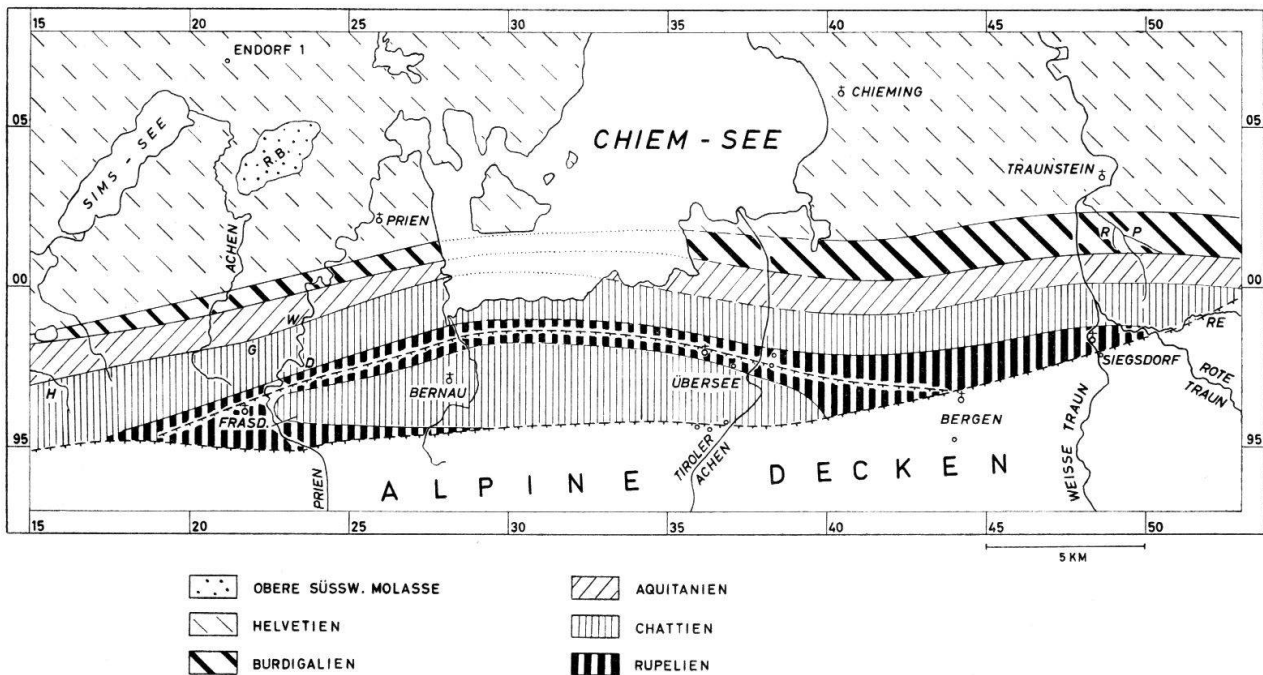 15 20 25 30 35 40 45 50
ENDORF 1
CHIEMING
05 05
CHIEM - SEE
SIMS - SEE
R.B.
TRAUNSTEIN
PRIEN
ACHEN
R P
00 00
W
G
D
RE
H
SIEGSDORF
ÜBERSEE
BERNAU
ROTE TRAUN
FRASD.
BERGEN
95 95
TIROLER ACHEN
WEISSE TRAUN
PRIEN
ALPINE DECKEN
15 20 25 30 35 40 45 50
5 KM
OBERE SÜSSW. MOLASSE
AQUITANIEN
HELVETIEN
CHATTIEN
BURDIGALIEN
RUPELIEN